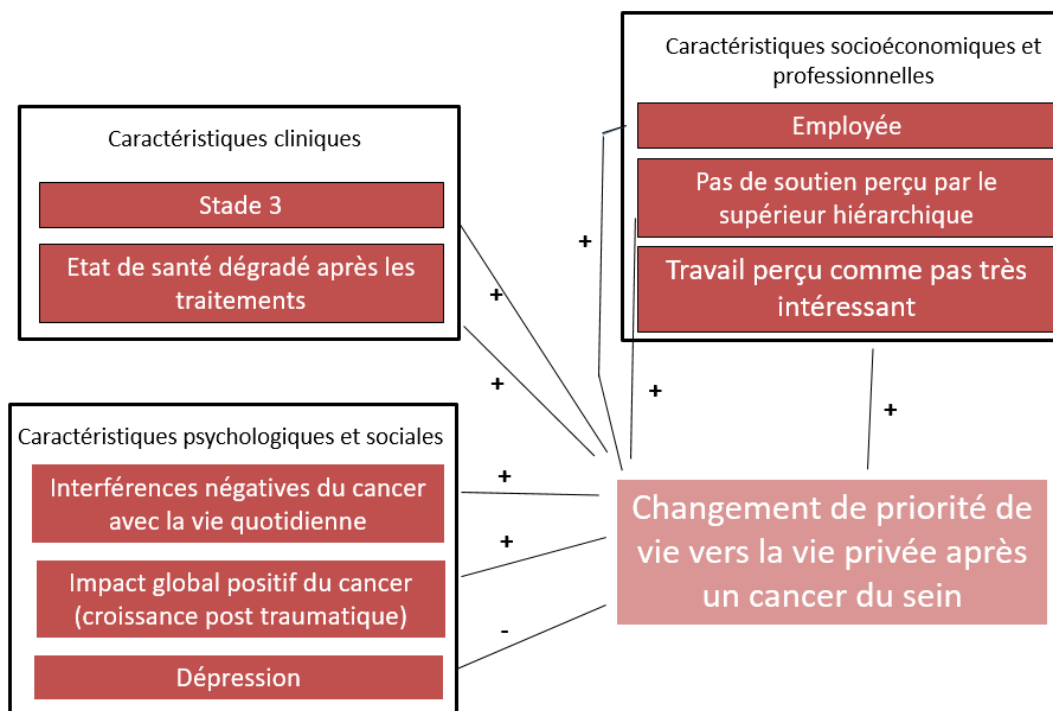 Caractéristiques socioéconomiques et
professionnelles
Employée
Pas de soutien perçu par le
supérieur hiérarchique
Travail perçu comme pas très
intéressant
Caractéristiques cliniques
Stade 3
Etat de santé dégradé après les
traitements
+
+
+
+
+
Caractéristiques psychologiques et sociales
Interférences négatives du cancer
avec la vie quotidienne
+
Impact global positif du cancer
(croissance post traumatique)
+
Dépression
-
Changement de priorité de
vie vers la vie privée après
un cancer du sein